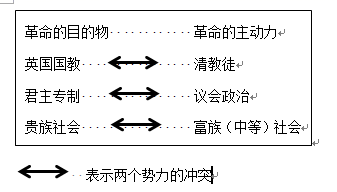 革命的目的物 革命的主动力
英国国教 清教徒
君主专制 议会政治
贵族社会 富族（中等）社会
表示两个势力的冲突